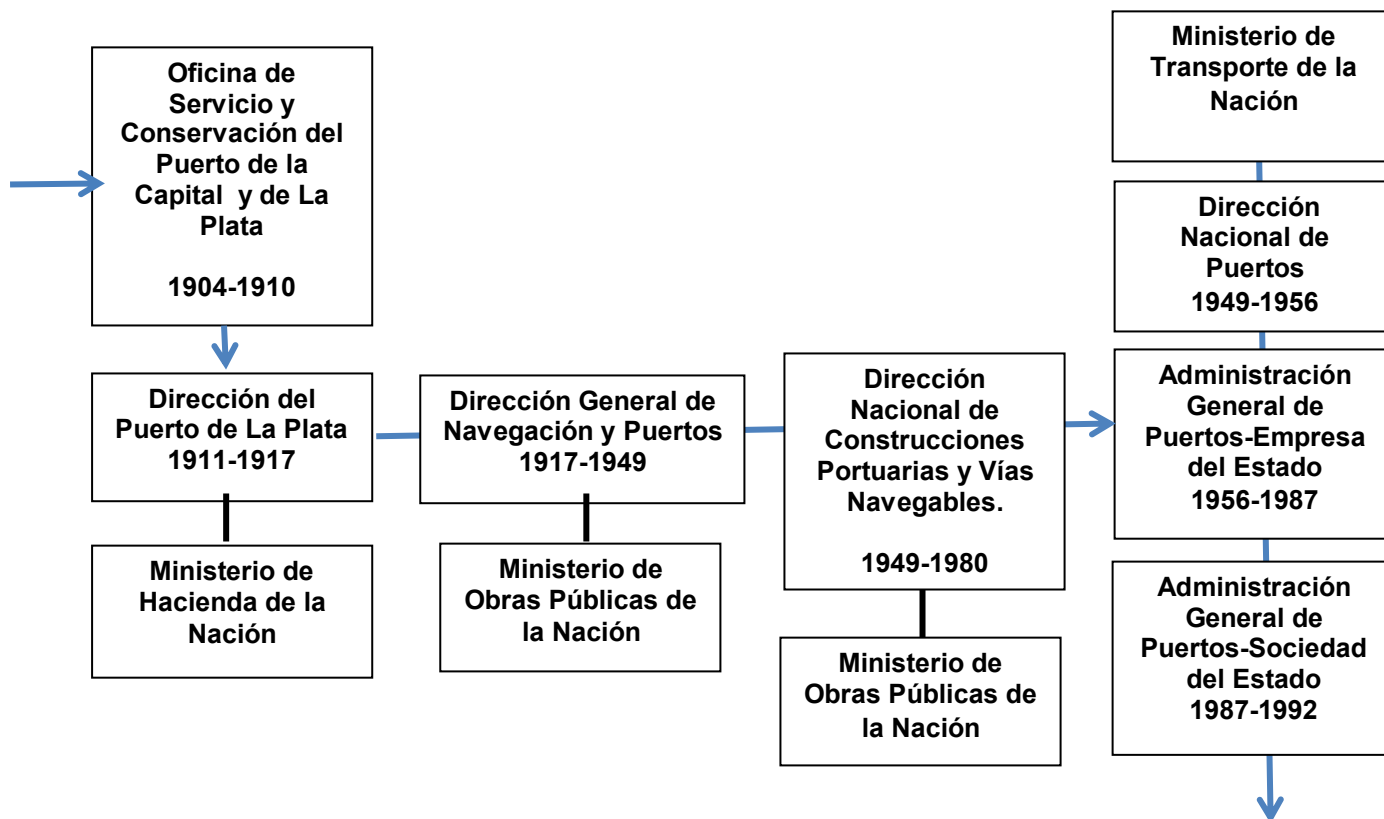 Oficina de
Servicio y
Conservación del
Puerto de la
Capital y de La
Plata
1904-1910
Dirección del
Puerto de La Plata
1911-1917
Ministerio de
Hacienda de la
Nación
Dirección General de
Navegación y Puertos
1917-1949
Ministerio de
Obras Públicas de
la Nación
Dirección
Nacional de
Construcciones
Portuarias y Vías
Navegables.
1949-1980
Ministerio de
Obras Públicas de
la Nación
Ministerio de
Transporte de la
Nación
Dirección
Nacional de
Puertos
1949-1956
Administración
General de
Puertos-Empresa
del Estado
1956-1987
Administración
General de
Puertos-Sociedad
del Estado
1987-1992